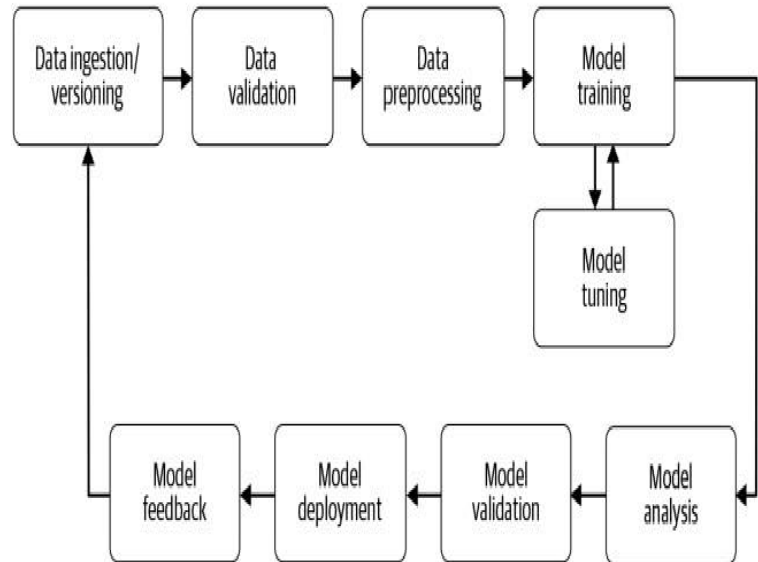 Data ingestion/
versioning
Data
validation
Data
preprocessing
Model
training
Model
tuning
Model
feedback
Model
deployment
Model
validation
Model
analysis